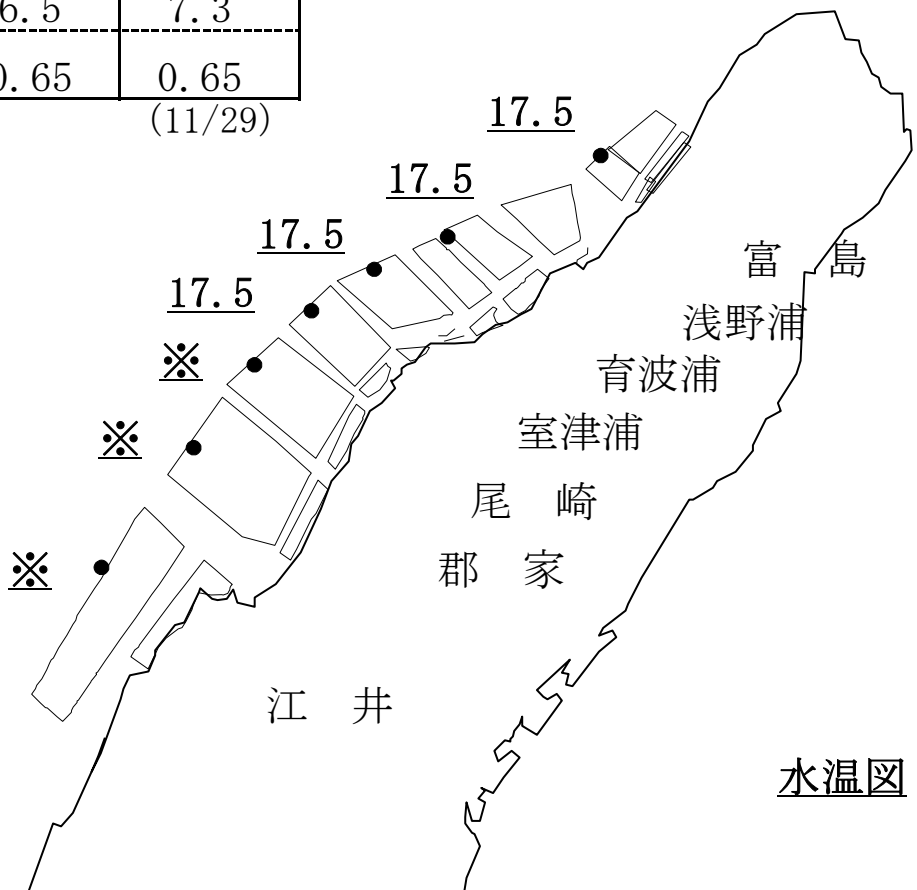 6.5 7.3
0.65 0.65
(11/29)
17.5
17.5
17.5
17.5
※
※
※
富 島
浅野浦
育波浦
室津浦
尾 崎
郡 家
江 井
水温図